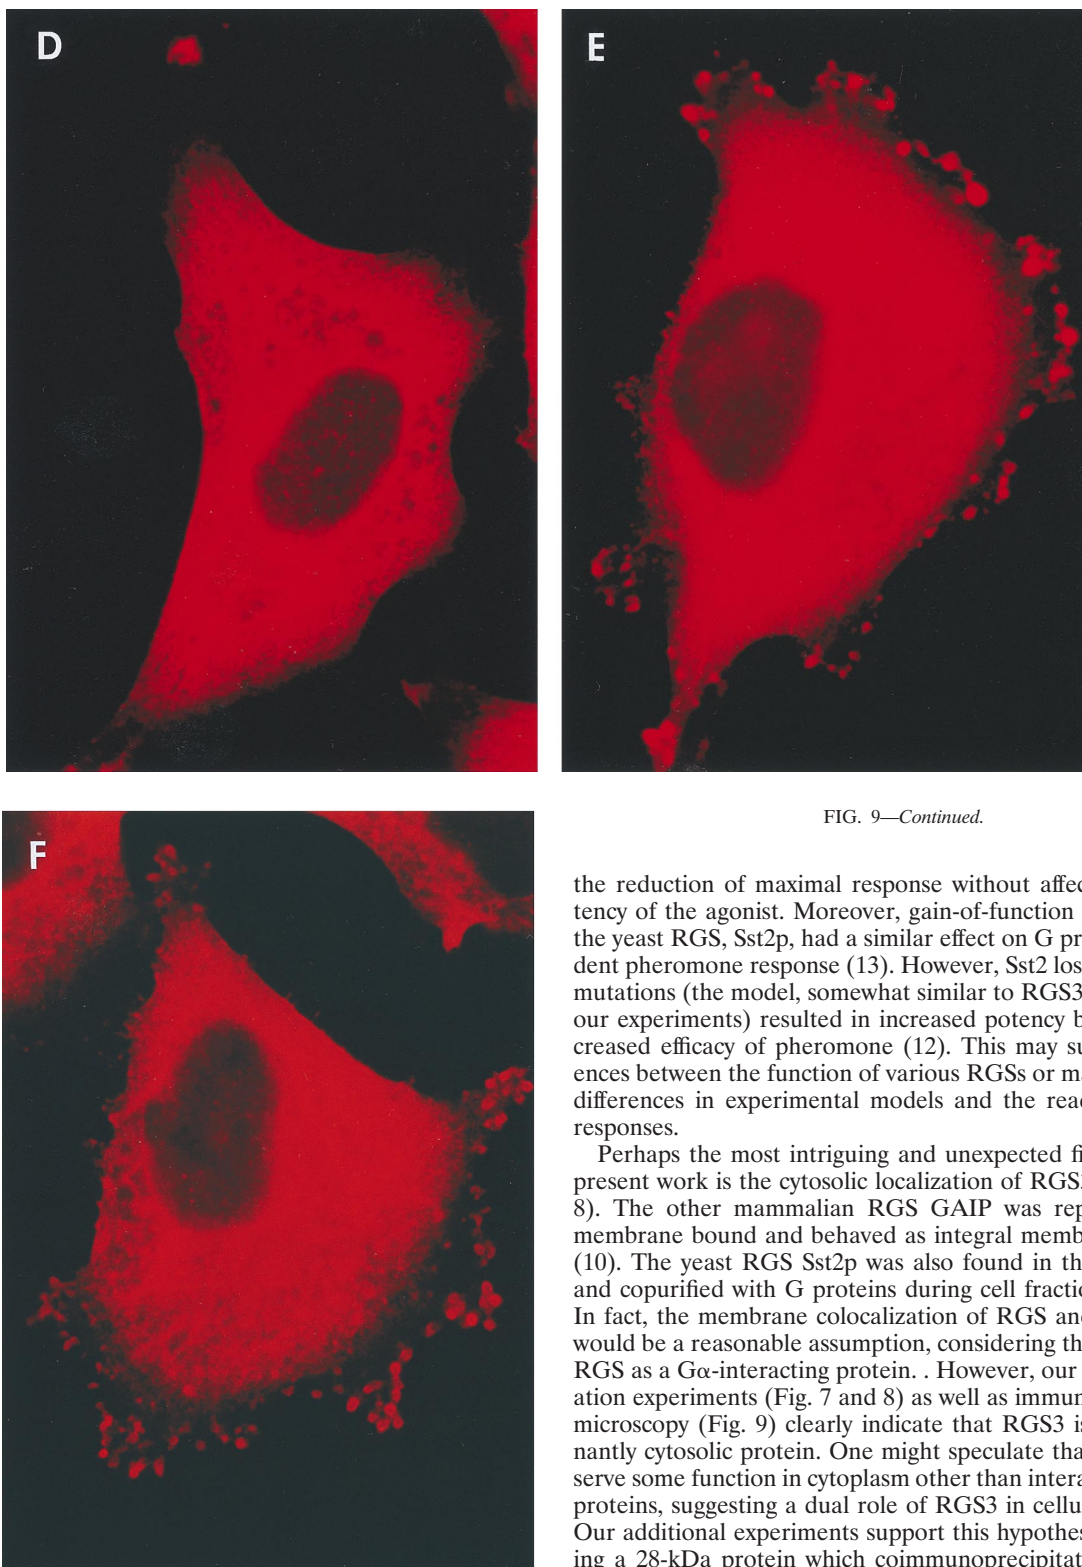 D
E
F
FIG. 9—Continued.
the reduction of maximal response without affec
tency of the agonist. Moreover, gain-of-function
the yeast RGS, Sst2p, had a similar effect on G pr
dent pheromone response (13). However, Sst2 los
mutations (the model, somewhat similar to RGS3
our experiments) resulted in increased potency b
creased efficacy of pheromone (12). This may su
ences between the function of various RGSs or ma
differences in experimental models and the read
responses.
Perhaps the most intriguing and unexpected fi
present work is the cytosolic localization of RGS
8). The other mammalian RGS GAIP was rep
membrane bound and behaved as integral memb
(10). The yeast RGS Sst2p was also found in th
and copurified with G proteins during cell fractio
In fact, the membrane colocalization of RGS an
would be a reasonable assumption, considering th
RGS as a Gα-interacting protein. . However, our
ation experiments (Fig. 7 and 8) as well as immun
microscopy (Fig. 9) clearly indicate that RGS3 is
nantly cytosolic protein. One might speculate tha
serve some function in cytoplasm other than intera
proteins, suggesting a dual role of RGS3 in cellu
Our additional experiments support this hypothes
ing a 28-kDa protein which coimmunoprecipitat